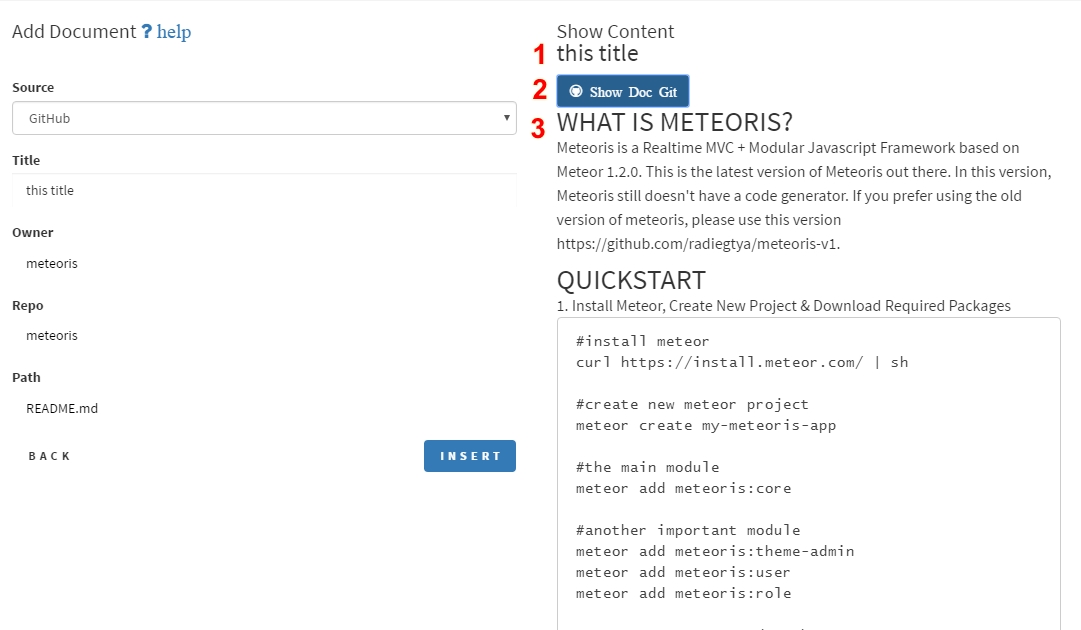 Add Document ? help
Source
GitHub
Title
this title
Owner
meteoris
Repo
meteoris
Path
README.md
BACK
INSERT
Show Content
1 this title
2 Show Doc Git
3 WHAT IS METEORIS?
Meteoris is a Realtime MVC + Modular Javascript Framework based on
Meteor 1.2.0. This is the latest version of Meteoris out there. In this version,
Meteoris still doesn't have a code generator. If you prefer using the old
version of meteoris, please use this version
https://github.com/radiegtya/meteoris-v1.
QUICKSTART
1. Install Meteor, Create New Project & Download Required Packages
#install meteor
curl https://install.meteor.com/ | sh
#create new meteor project
meteor create my-meteoris-app
#the main module
meteor add meteoris:core
#another important module
meteor add meteoris:theme-admin
meteor add meteoris:user
meteor add meteoris:role